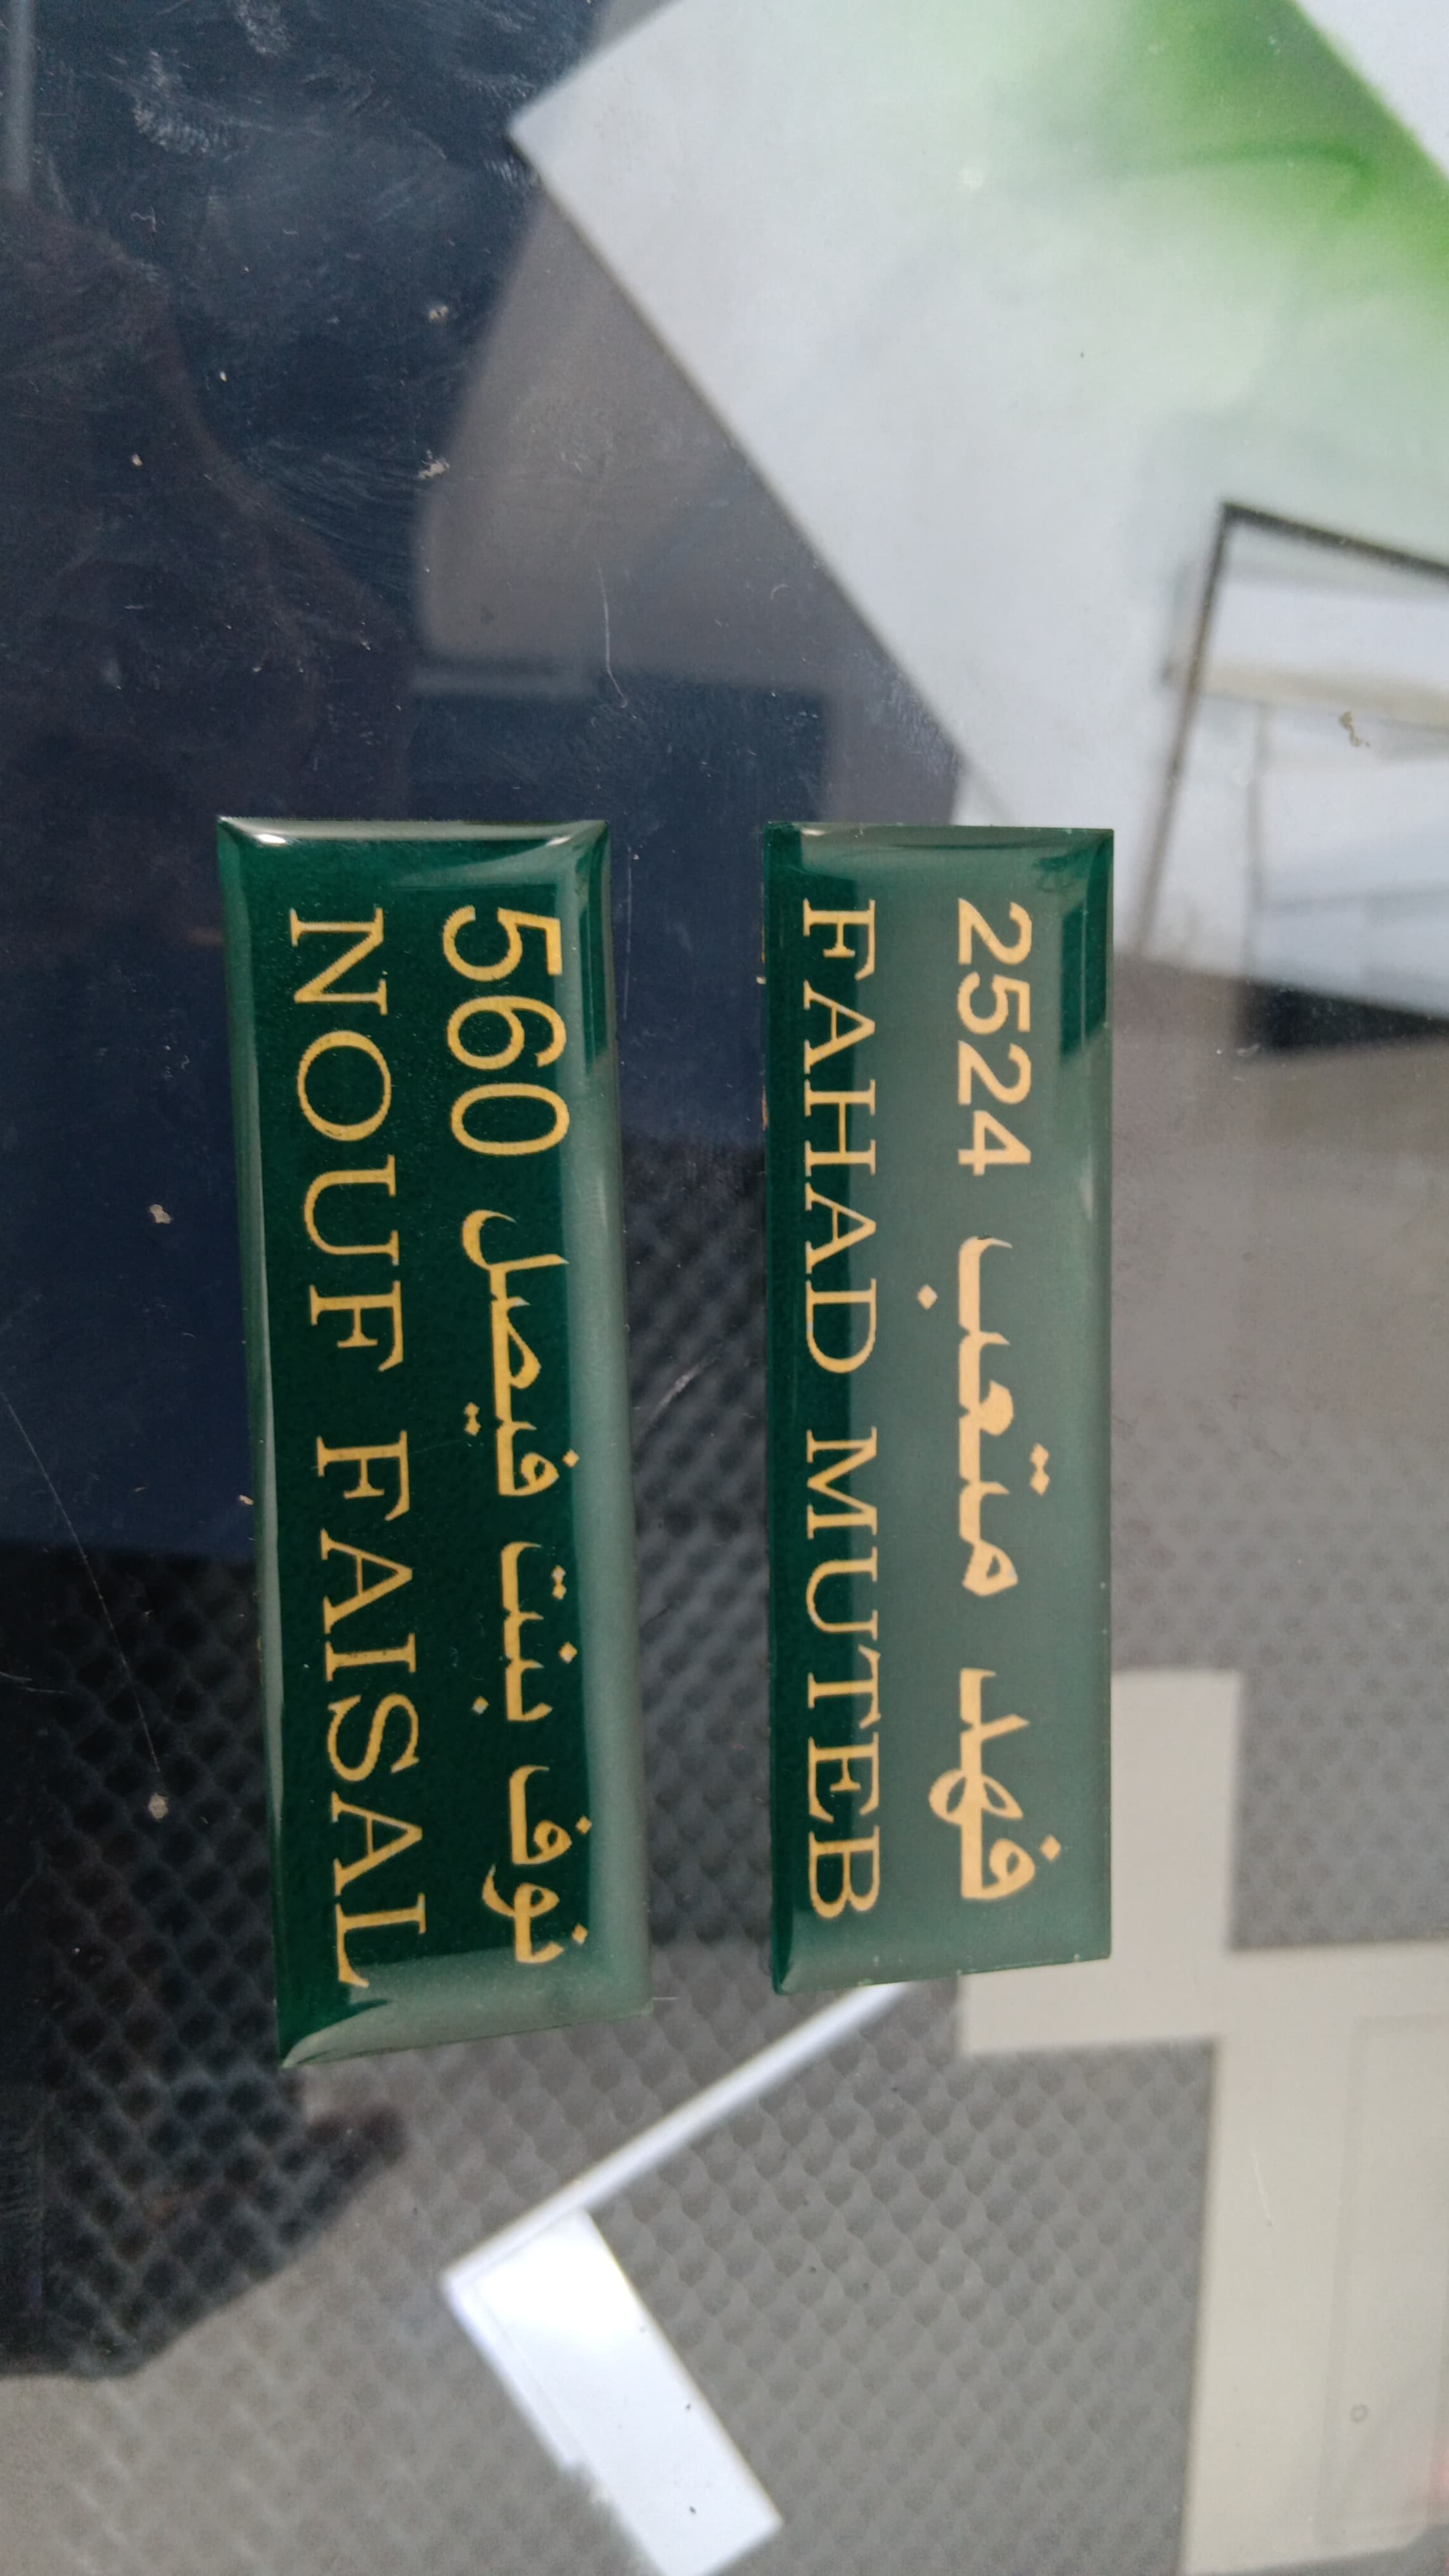 2524 فهد متعب
FAHAD MUTEB
560 نوف بنت فيصل
NOUF FAISAL